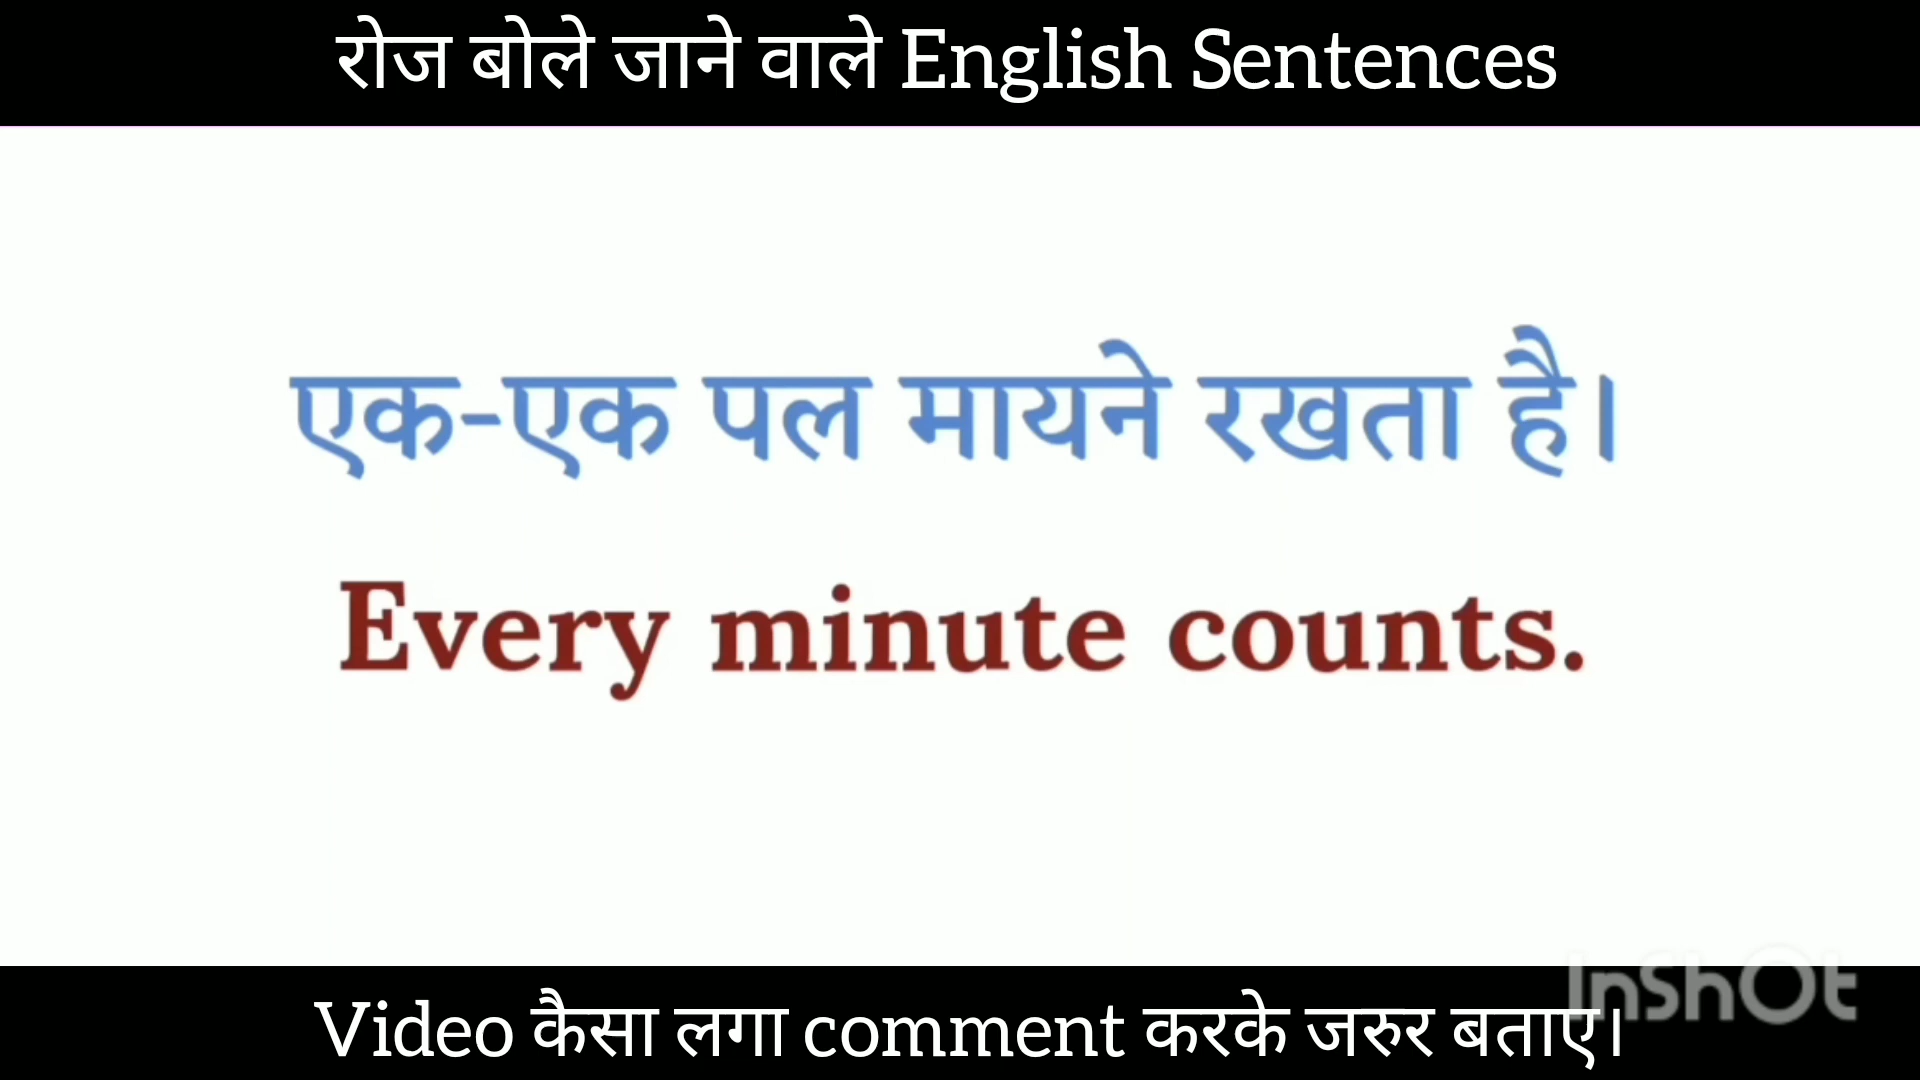 रोज बोले जाने वाले English Sentences
एक-एक पल मायने रखता है।
Every minute counts.
InShOt
Video कैसा लगा comment करके जरुर बताए।